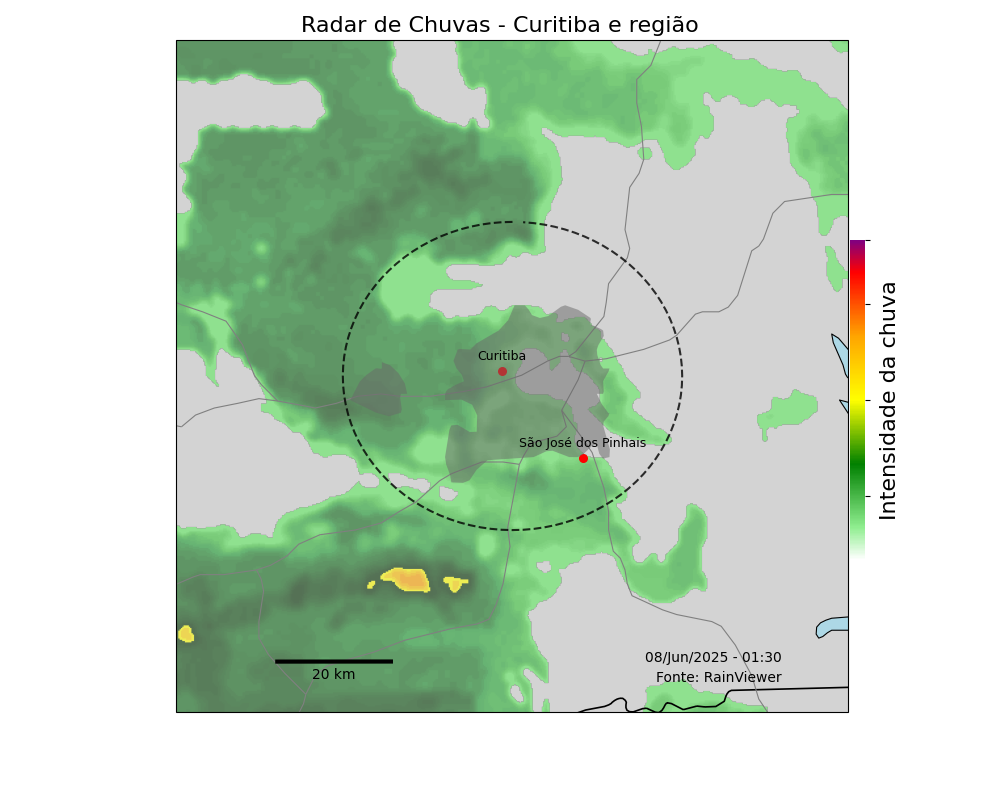 Radar de Chuvas - Curitiba e região
Curitiba
São José dos Pinhais
Intensidade da chuva
20 km
08/Jun/2025 - 01:30
Fonte: RainViewer